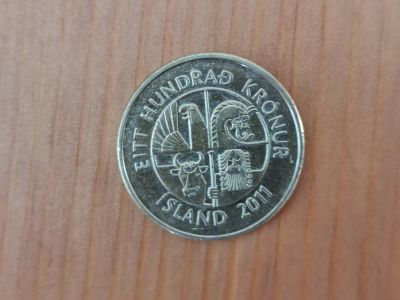 EITT HUNDRAÐ KRÓNUR
ÍSLAND 2011